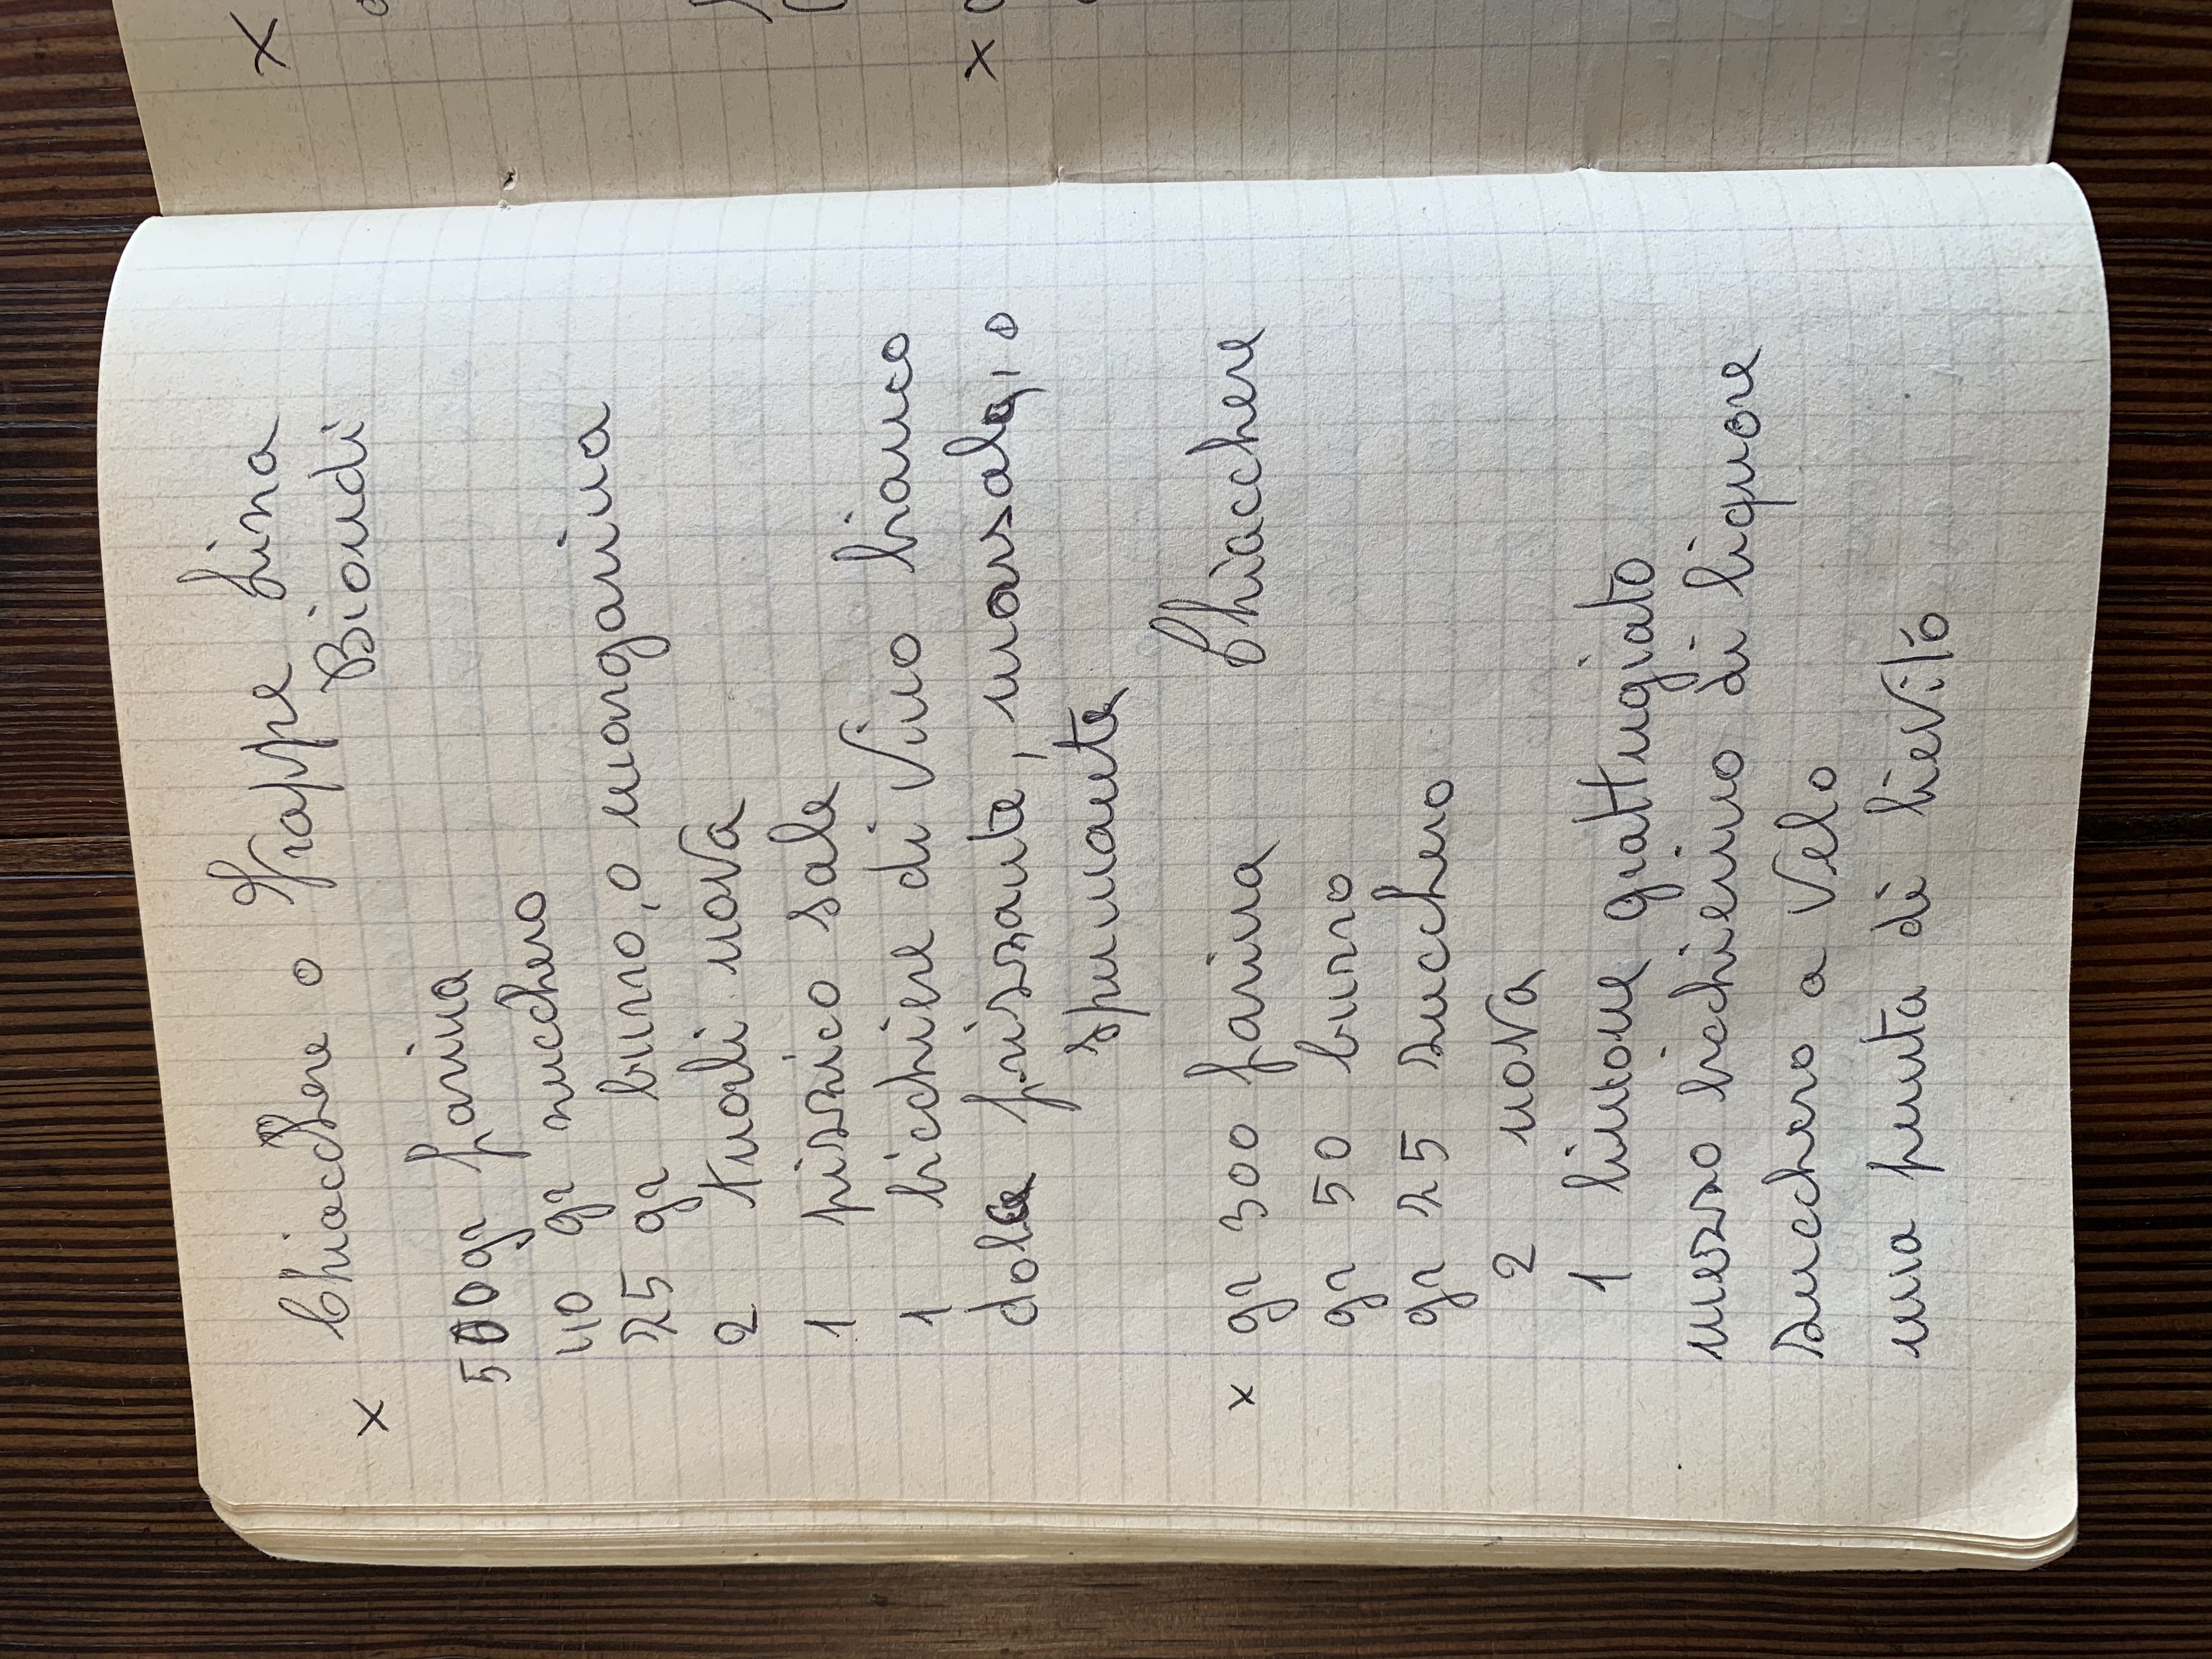 Chiacchere o Frappe Lina
Biondi
x
500 gr farina
40 gr zucchero
25 gr burro, o margarina
2 tuorli uova
1 pizzico sale
1 bicchiere di vino bianco
dolce frizzante, marsala, o
spumante
x gr 300 farina Chiacchere
gr 50 burro
gr 25 zucchero
2 uova
1 limone grattugiato
mezzo bicchierino di liquore
zucchero a velo
una punta di lievito
x
x